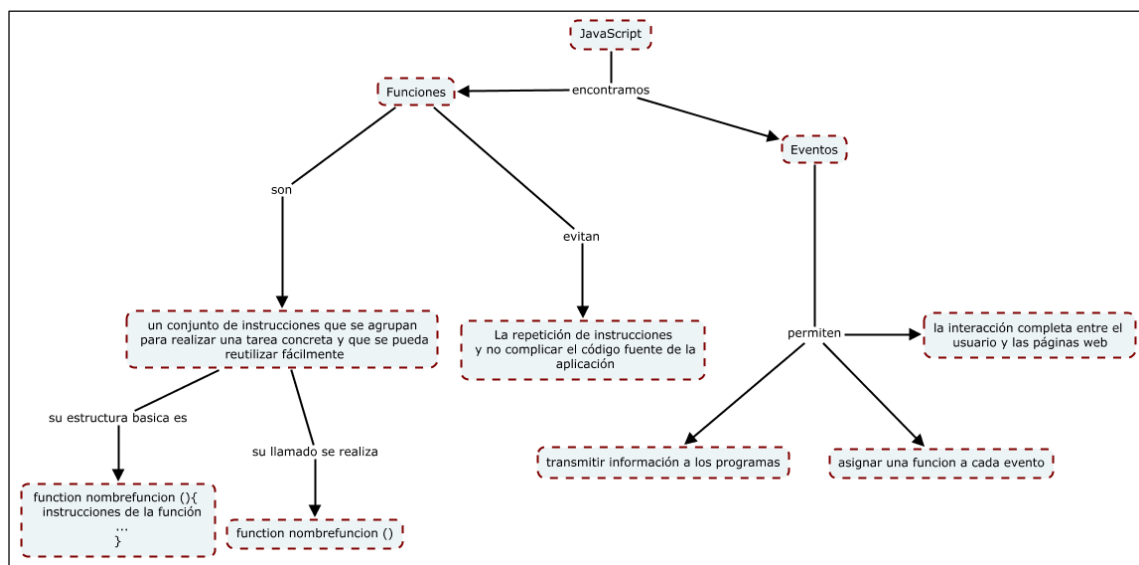 JavaScript
encontramos
Funciones
Eventos
son
evitan
un conjunto de instrucciones que se agrupan
para realizar una tarea concreta y que se pueda
reutilizar fácilmente
La repetición de instrucciones
y no complicar el código fuente de la
aplicación
permiten
la interacción completa entre el
usuario y las páginas web
su estructura basica es
su llamado se realiza
transmitir información a los programas
asignar una funcion a cada evento
function nombrefuncion (){
instrucciones de la función
...
}
function nombrefuncion ()